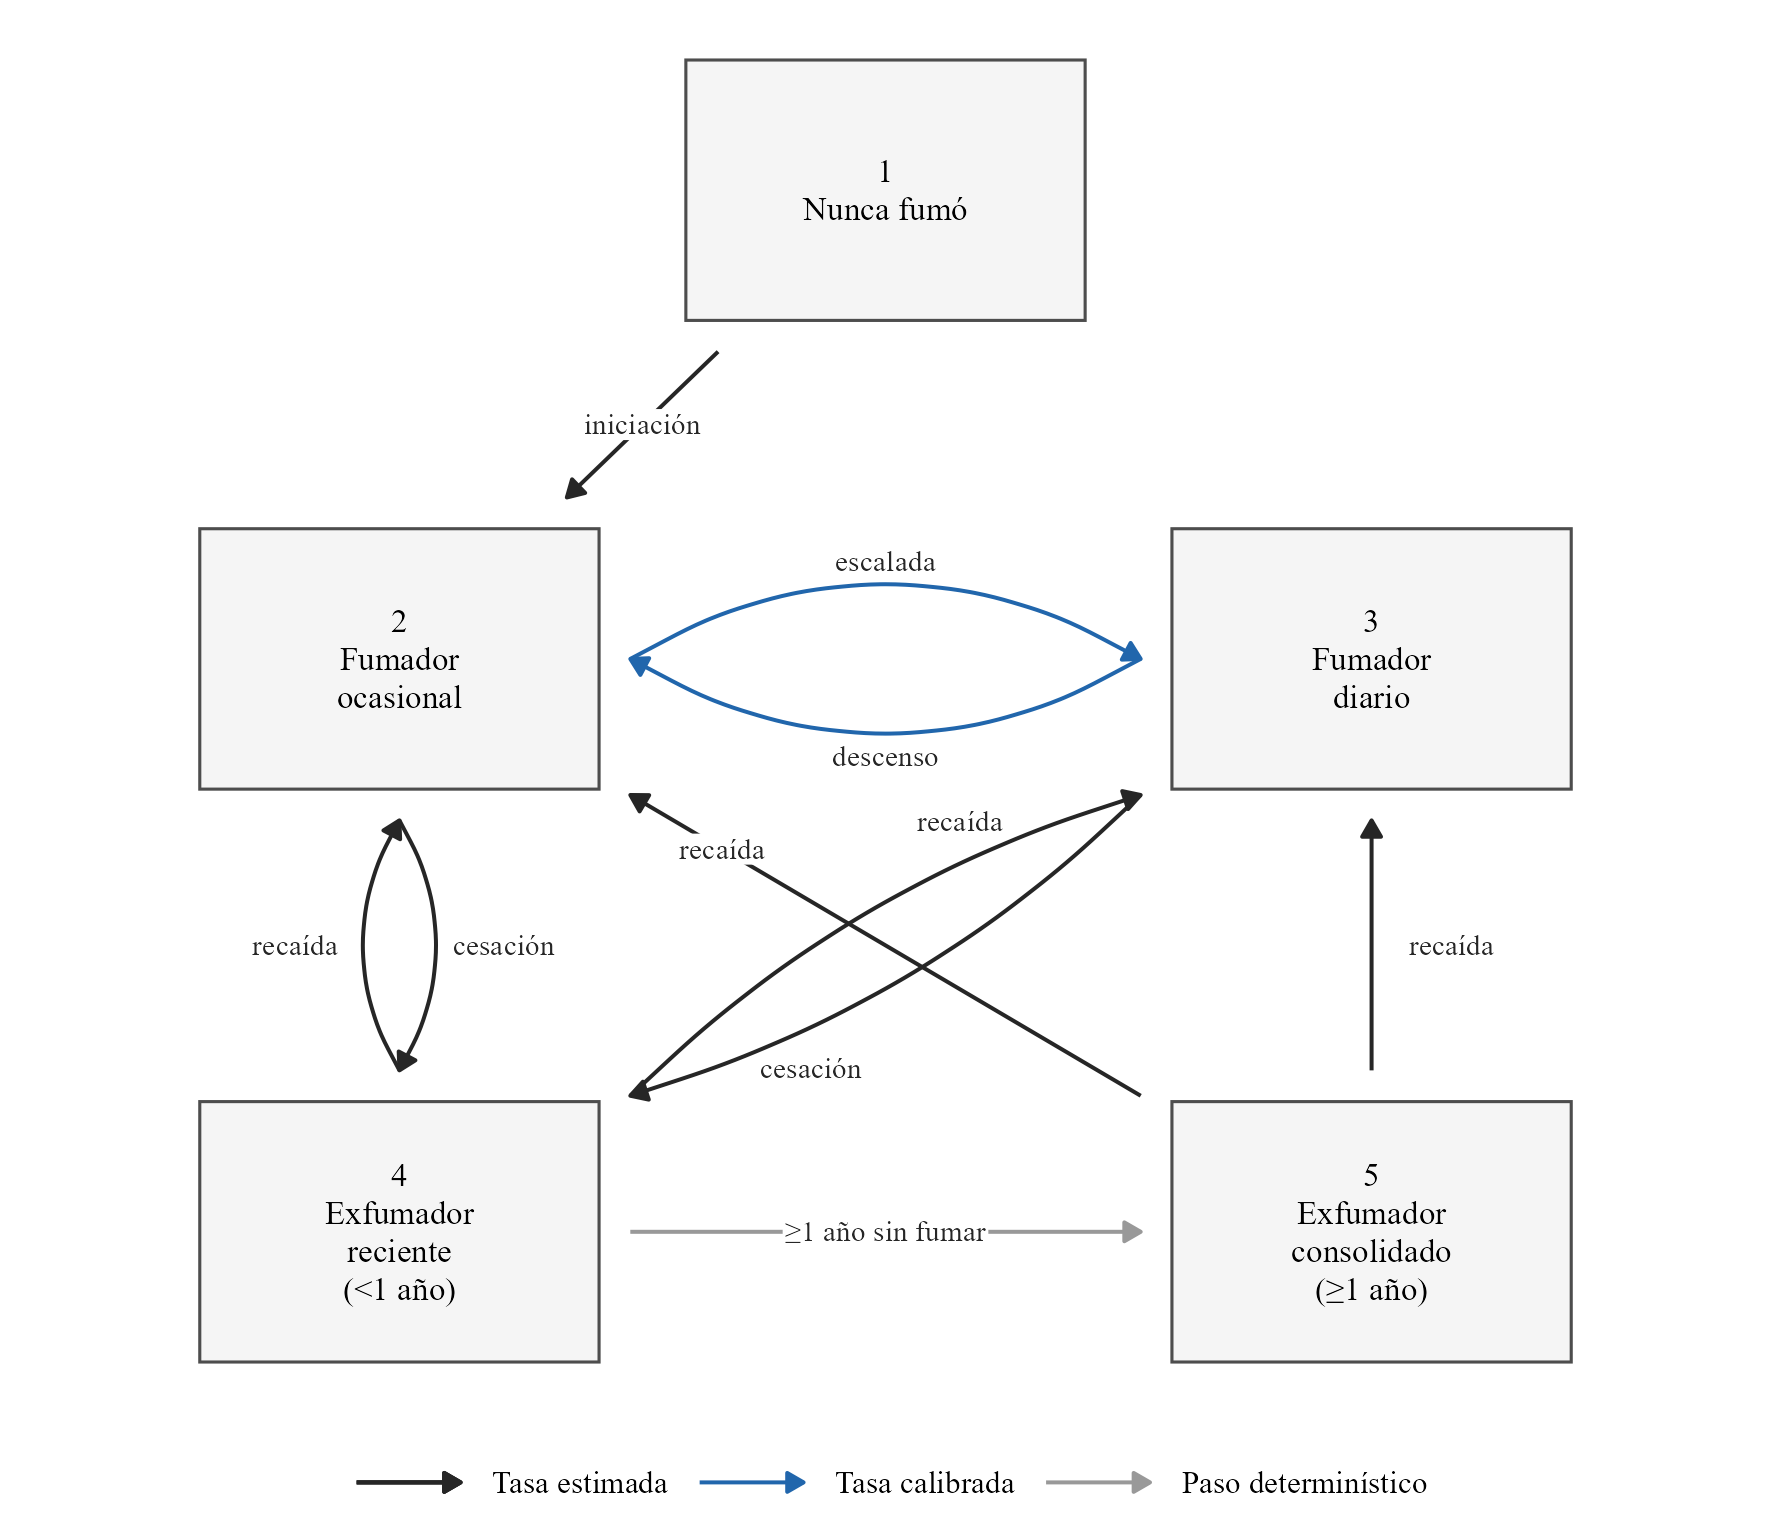 1
Nunca fumó
iniciación
escalada
2
Fumador
ocasional
3
Fumador
diario
descenso
recaída
recaída
recaída
cesación
recaída
cesación
4
Exfumador
reciente
(<1 año)
≥1 año sin fumar
5
Exfumador
consolidado
(≥1 año)
Tasa estimada
Tasa calibrada
Paso determinístico